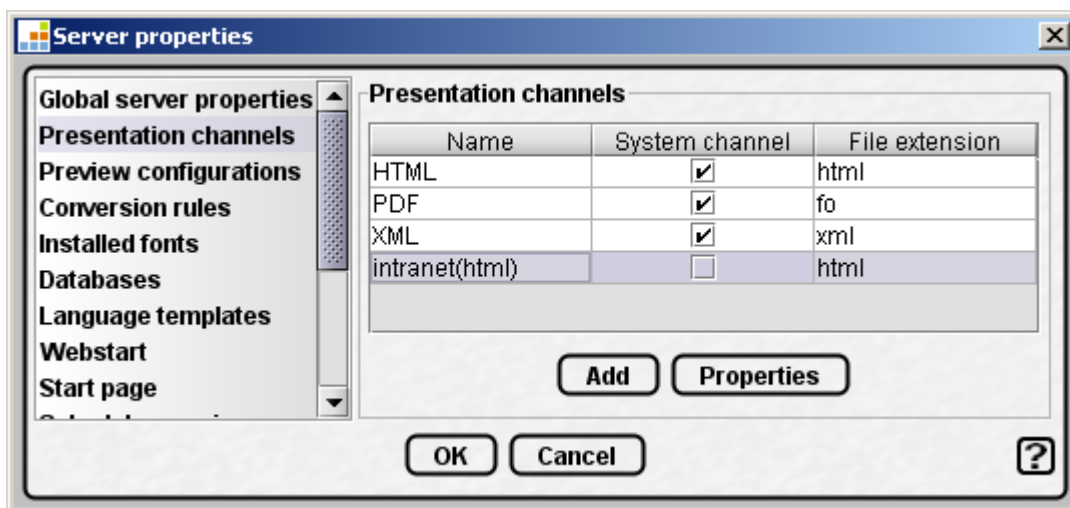 Server properties
Global server properties
Presentation channels
Preview configurations
Conversion rules
Installed fonts
Databases
Language templates
Webstart
Start page
Presentation channels
Name System channel File extension
HTML html
PDF fo
XML xml
intranet(html) html
Add Properties
OK Cancel
?